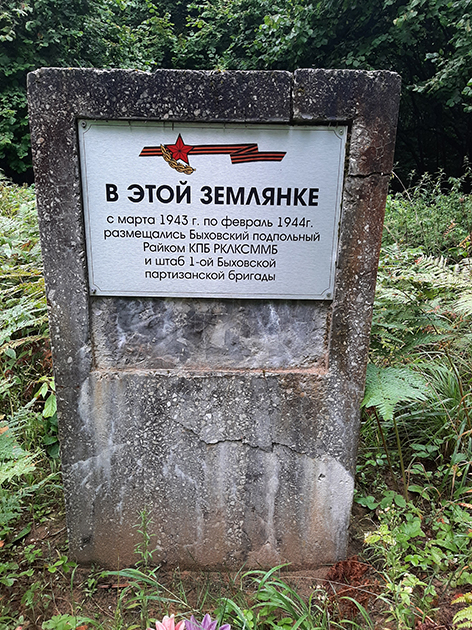 В ЭТОЙ ЗЕМЛЯНКЕ
с марта 1943 г. по февраль 1944г.
размещались Быховский подпольный
Райком КПБ РКЛКСММБ
и штаб 1-ой Быховской
партизанской бригады